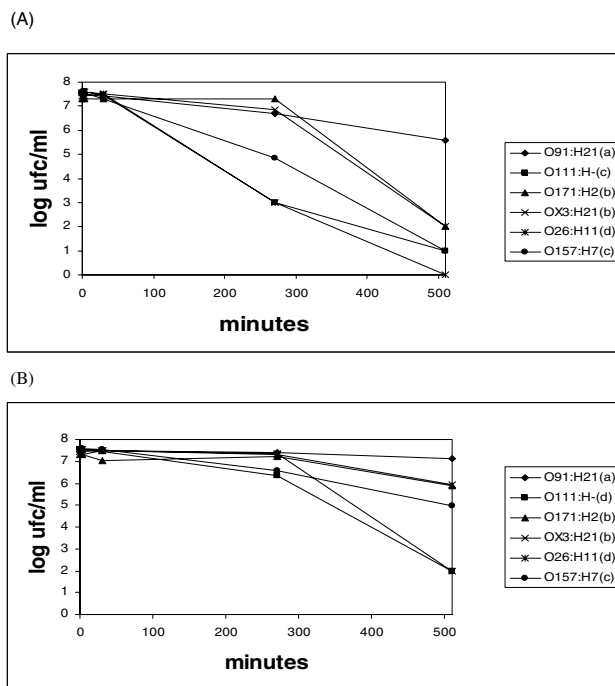 (A)
8
7
6
5
4
3
2
1
0
log ufc/ml
0 100 200 300 400 500
minutes
O91:H21(a)
O111:H-(c)
O171:H2(b)
OX3:H21(b)
O26:H11(d)
O157:H7(c)
(B)
8
7
6
5
4
3
2
1
0
log ufc/ml
0 100 200 300 400 500
minutes
O91:H21(a)
O111:H-(d)
O171:H2(b)
OX3:H21(b)
O26:H11(d)
O157:H7(c)